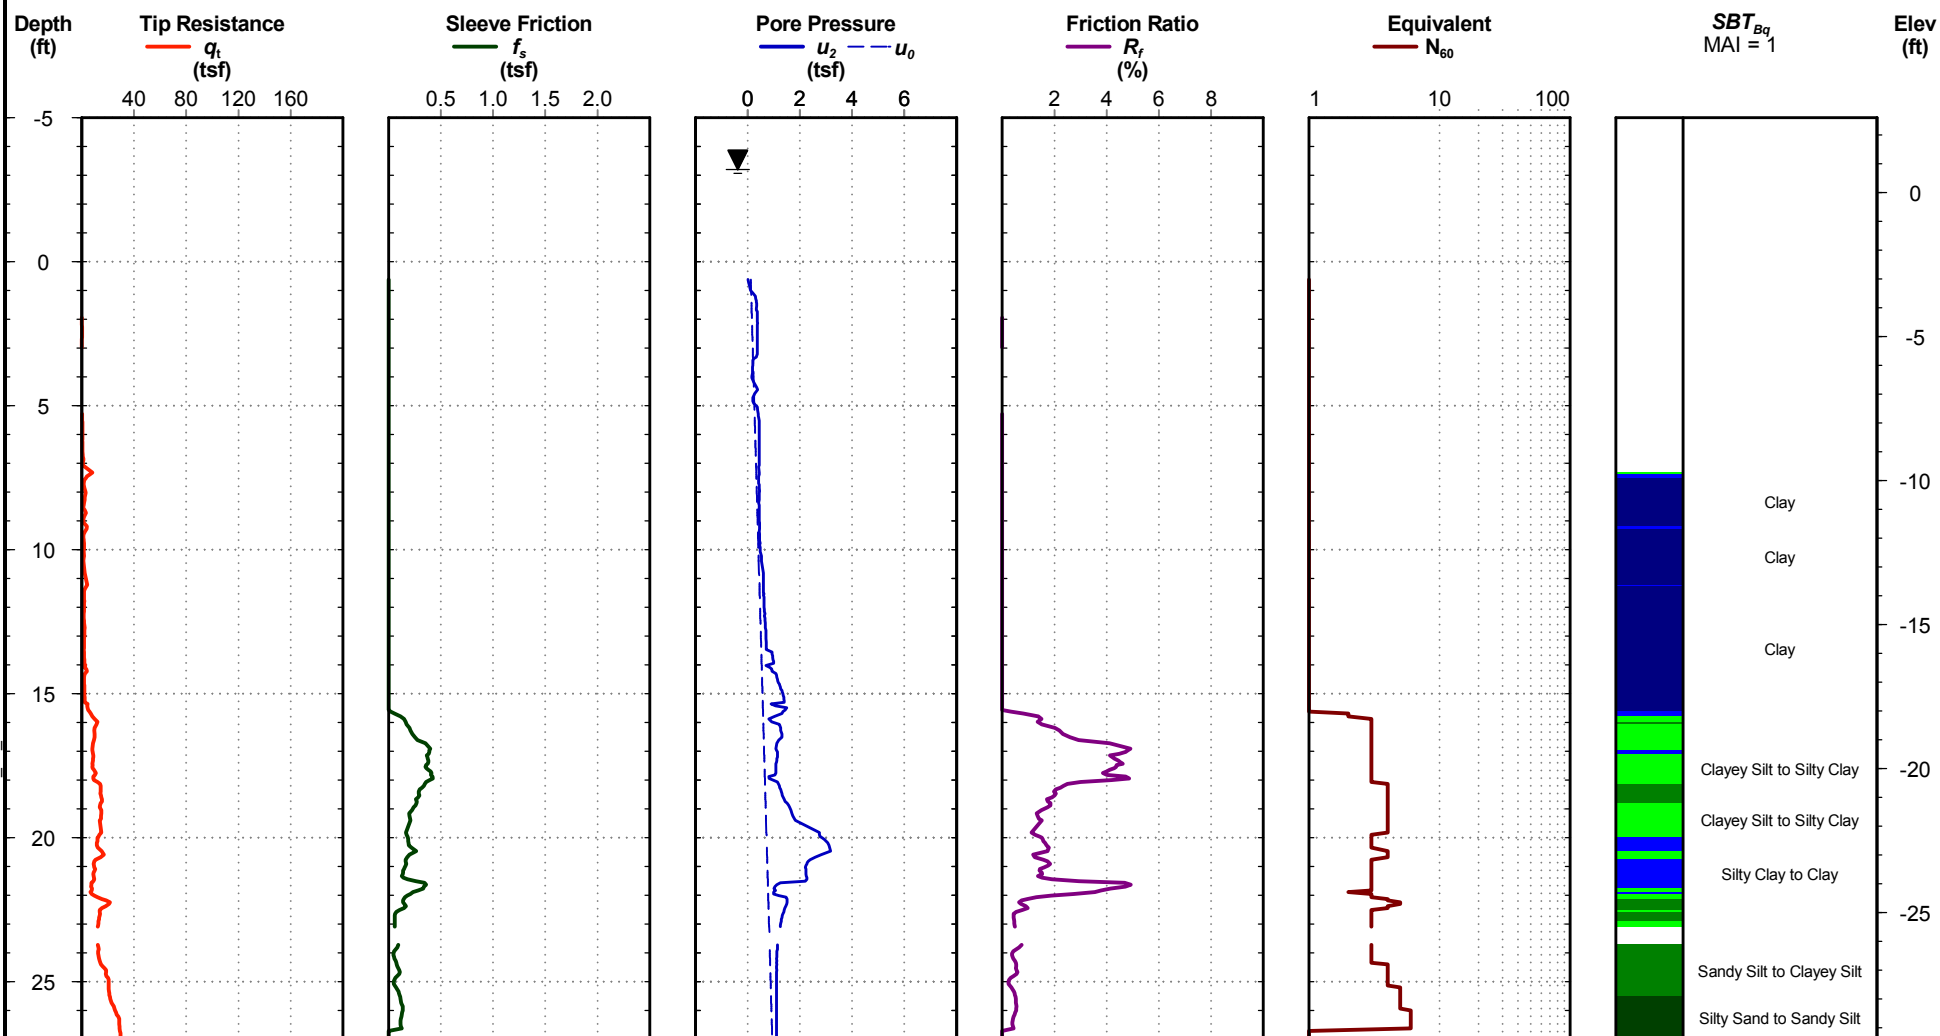 Depth
(ft)
Tip Resistance
qt
(tsf)
Sleeve Friction
fs
(tsf)
Pore Pressure
u2 u0
(tsf)
Friction Ratio
Rf
(%)
Equivalent
N60
SBTBq
MAI = 1
Elev
(ft)
40 80 120 160
0.5 1.0 1.5 2.0
0 2 4 6
2 4 6 8
1 10 100
-5
0
5
10
15
20
25
0
-5
-10
-15
-20
-25
Clay
Clay
Clay
Clayey Silt to Silty Clay
Clayey Silt to Silty Clay
Silty Clay to Clay
Sandy Silt to Clayey Silt
Silty Sand to Sandy Silt